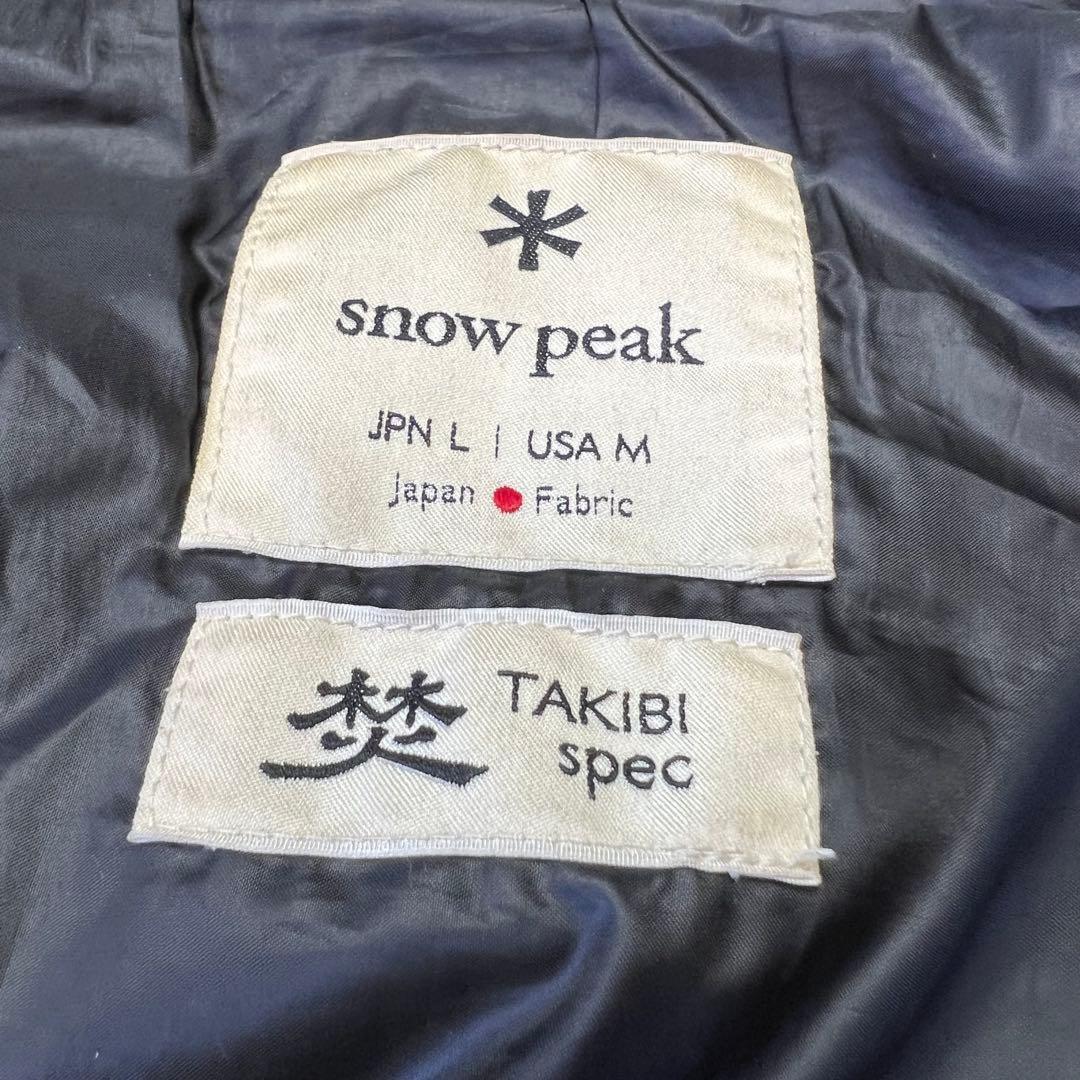 snow peak
JPN L | USA M
Japan ● Fabric
焚 TAKIBI
spec